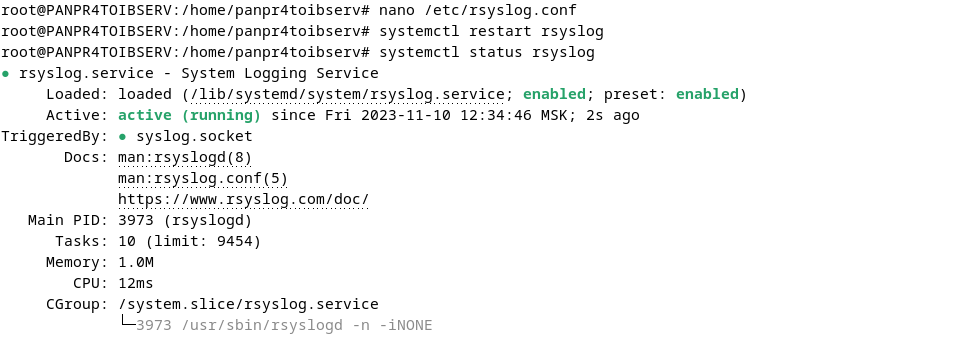 root@PANPR4TOIBSERV:/home/panpr4toibserv# nano /etc/rsyslog.conf
root@PANPR4TOIBSERV:/home/panpr4toibserv# systemctl restart rsyslog
root@PANPR4TOIBSERV:/home/panpr4toibserv# systemctl status rsyslog
● rsyslog.service - System Logging Service
     Loaded: loaded (/lib/systemd/system/rsyslog.service; enabled; preset: enabled)
     Active: active (running) since Fri 2023-11-10 12:34:46 MSK; 2s ago
TriggeredBy: ● syslog.socket
       Docs: man:rsyslogd(8)
             man:rsyslog.conf(5)
             https://www.rsyslog.com/doc/
   Main PID: 3973 (rsyslogd)
      Tasks: 10 (limit: 9454)
     Memory: 1.0M
        CPU: 12ms
     CGroup: /system.slice/rsyslog.service
             └─3973 /usr/sbin/rsyslogd -n -iNONE